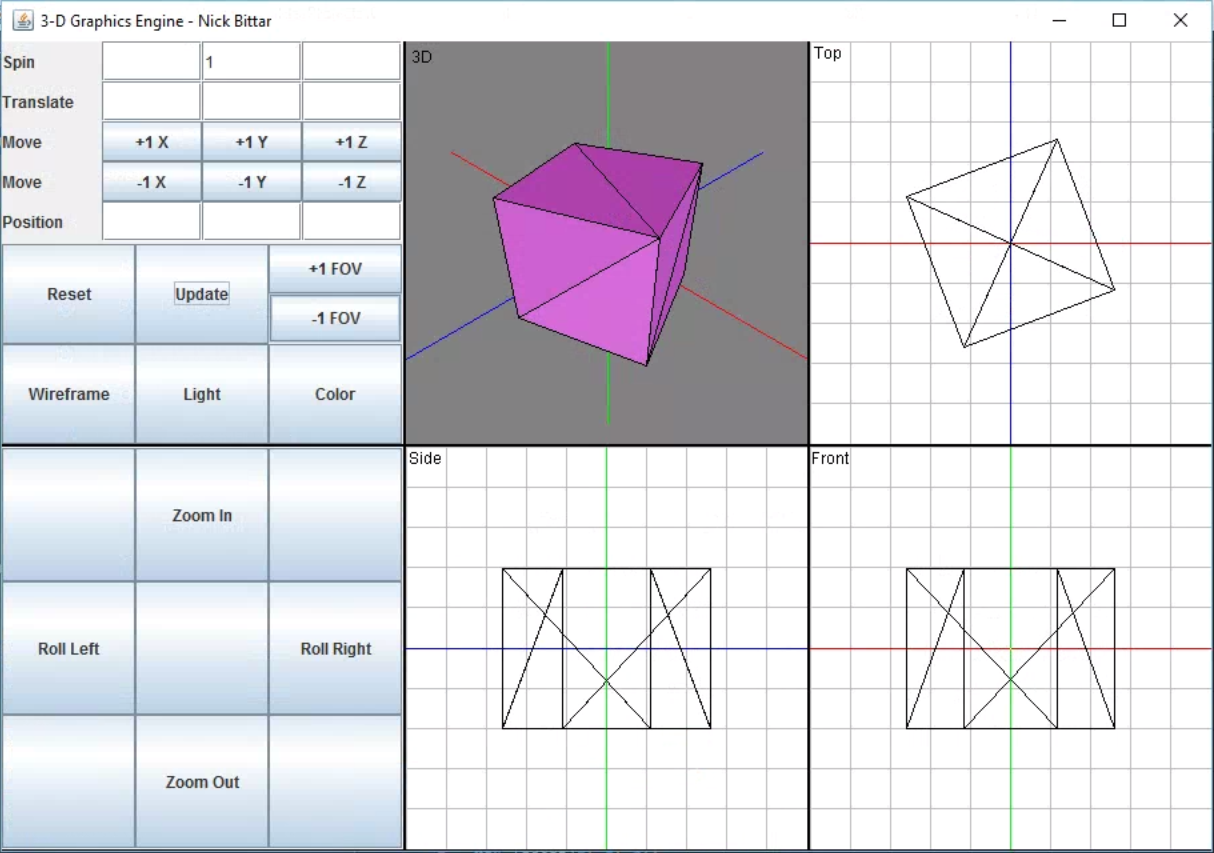 3-D Graphics Engine - Nick Bittar
Spin 1
Translate
Move +1 X +1 Y +1 Z
Move -1 X -1 Y -1 Z
Position
Reset Update +1 FOV
-1 FOV
Wireframe Light Color
Zoom In
Roll Left Roll Right
Zoom Out
3D
Top
Side
Front